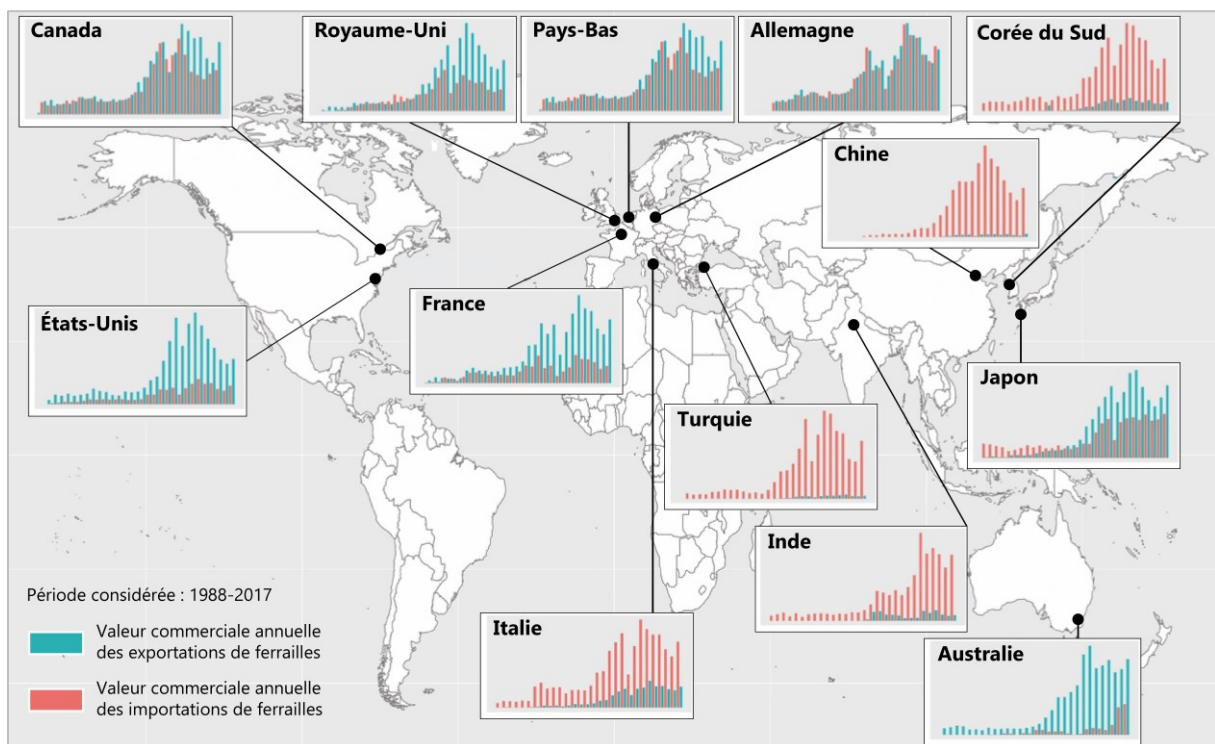 Canada
Royaume-Uni
Pays-Bas
Allemagne
Corée du Sud
Chine
États-Unis
France
Japon
Turquie
Inde
Italie
Australie
Période considérée : 1988-2017
Valeur commerciale annuelle
des exportations de ferrailles
Valeur commerciale annuelle
des importations de ferrailles